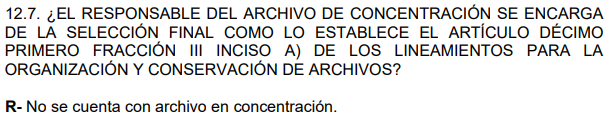 12.7. ¿EL RESPONSABLE DEL ARCHIVO DE CONCENTRACIÓN SE ENCARGA
DE LA SELECCIÓN FINAL COMO LO ESTABLECE EL ARTÍCULO DÉCIMO
PRIMERO FRACCIÓN III INCISO A) DE LOS LINEAMIENTOS PARA LA
ORGANIZACIÓN Y CONSERVACIÓN DE ARCHIVOS?
R- No se cuenta con archivo en concentración.